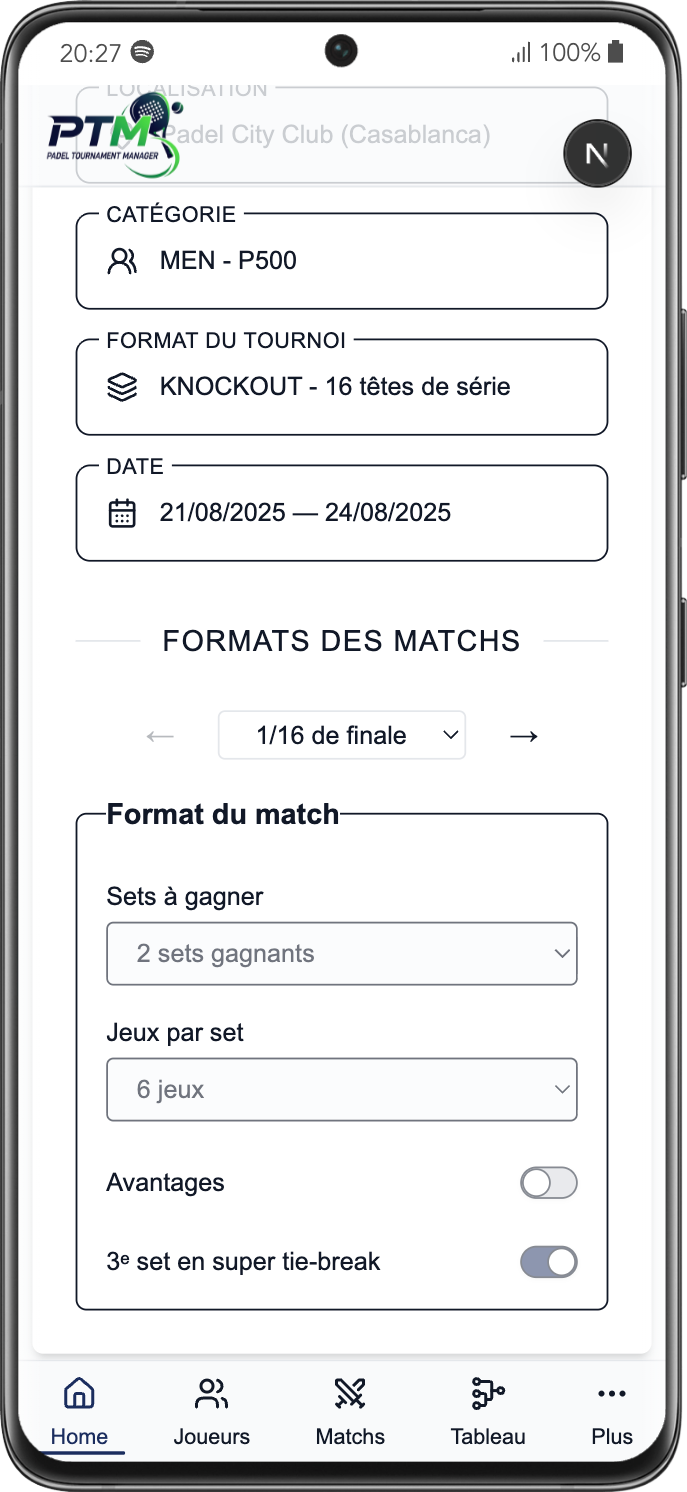 20:27
100%
LOCALISATION
PTM
PADEL TOURNAMENT MANAGER
Padel City Club (Casablanca)
N
CATÉGORIE
MEN - P500
FORMAT DU TOURNOI
KNOCKOUT - 16 têtes de série
DATE
21/08/2025 — 24/08/2025
FORMATS DES MATCHS
← 1/16 de finale →
Format du match
Sets à gagner
2 sets gagnants
Jeux par set
6 jeux
Avantages
3ᵉ set en super tie-break
Home Joueurs Matchs Tableau Plus